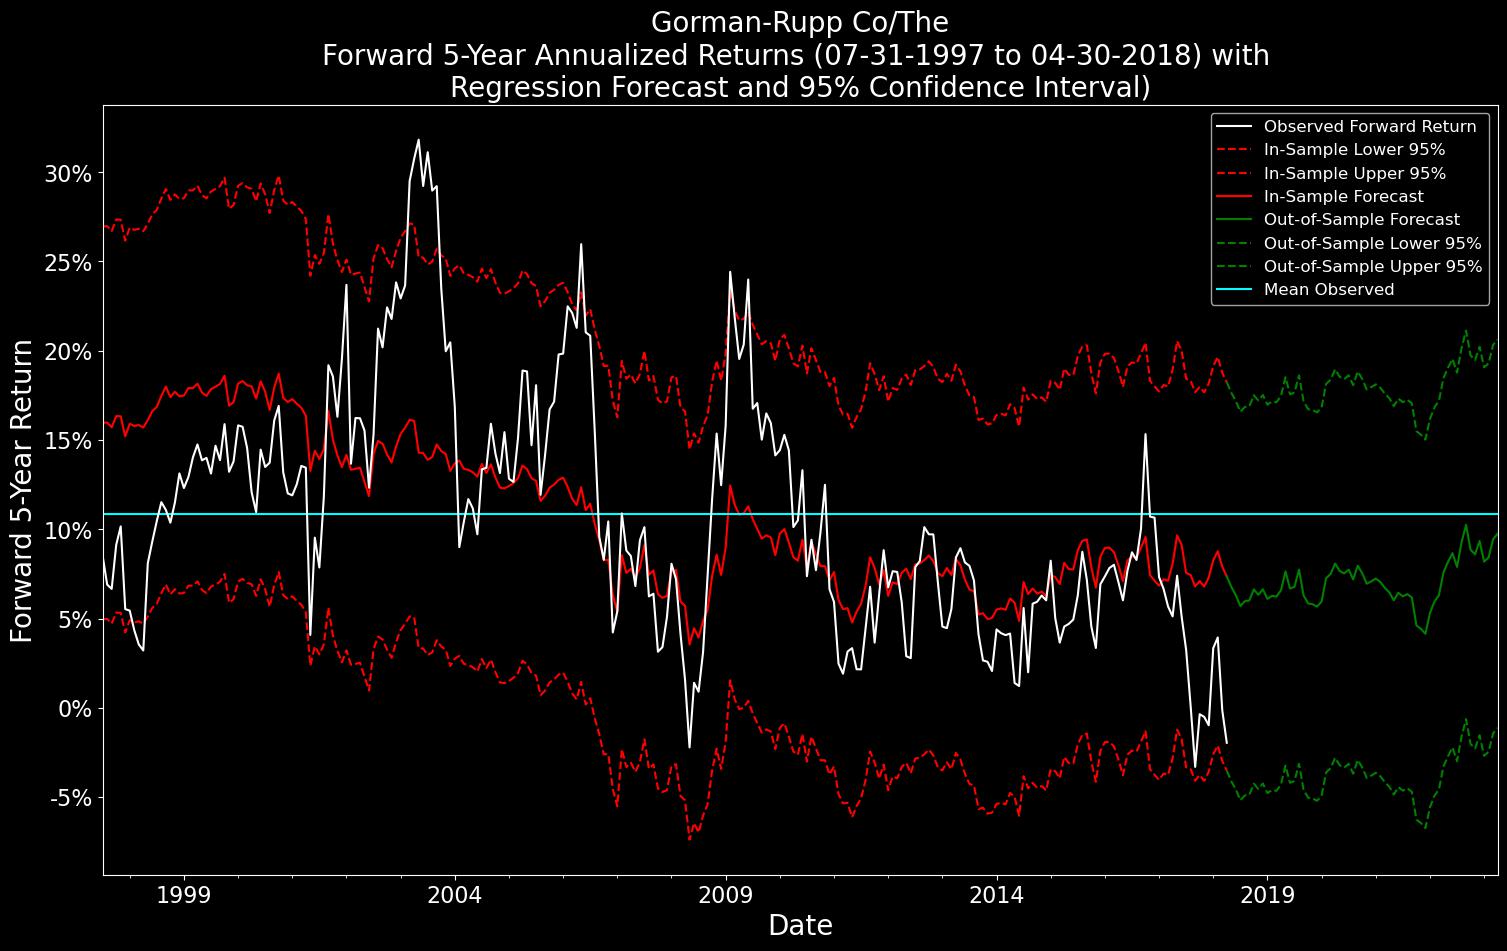 Gorman-Rupp Co/The
Forward 5-Year Annualized Returns (07-31-1997 to 04-30-2018) with
Regression Forecast and 95% Confidence Interval)
Observed Forward Return
In-Sample Lower 95%
In-Sample Upper 95%
In-Sample Forecast
Out-of-Sample Forecast
Out-of-Sample Lower 95%
Out-of-Sample Upper 95%
Mean Observed
Forward 5-Year Return
30%
25%
20%
15%
10%
5%
0%
-5%
1999
2004
2009
2014
2019
Date